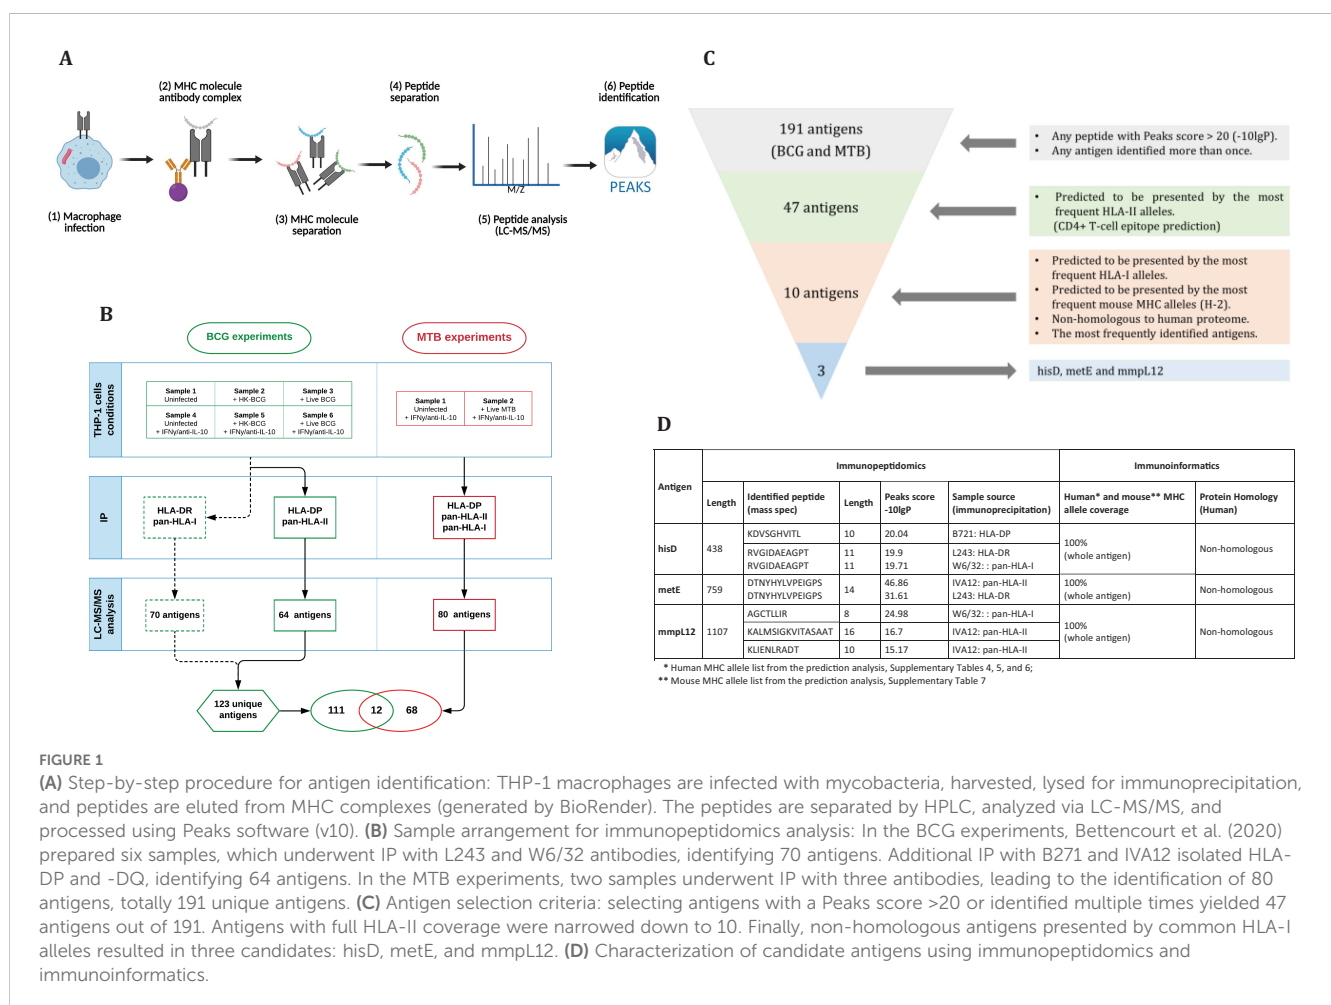 A
(2) MHC molecule
antibody complex
(4) Peptide
separation
(6) Peptide
identification
M/Z
PEAKS
(1) Macrophage
infection
(3) MHC molecule
separation
(5) Peptide analysis
(LC-MS/MS)
B
BCG experiments
MTB experiments
THP-1 cells
conditions
Sample 1
Uninfected
Sample 2
+ HK-BCG
Sample 3
+ Live BCG
Sample 4
Uninfected
+ IFNγ/anti-IL-10
Sample 5
+ HK-BCG
+ IFNγ/anti-IL-10
Sample 6
+ Live BCG
+ IFNγ/anti-IL-10
Sample 1
Uninfected
+ IFNγ/anti-IL-10
Sample 2
+ Live MTB
+ IFNγ/anti-IL-10
IP
HLA-DR
pan-HLA-I
HLA-DP
pan-HLA-II
HLA-DP
pan-HLA-II
pan-HLA-I
LC-MS/MS
analysis
70 antigens
64 antigens
80 antigens
123 unique
antigens
111
12
68
C
191 antigens
(BCG and MTB)
• Any peptide with Peaks score > 20 (-10lgP).
• Any antigen identified more than once.
47 antigens
• Predicted to be presented by the most
frequent HLA-II alleles.
(CD4+ T-cell epitope prediction)
10 antigens
• Predicted to be presented by the most
frequent HLA-I alleles.
• Predicted to be presented by the most
frequent mouse MHC alleles (H-2).
• Non-homologous to human proteome.
• The most frequently identified antigens.
3
hisD, metE and mmpL12
D
Antigen
Immunopeptidomics
Immunoinformatics
Length
Identified peptide
(mass spec)
Length
Peaks score
-10lgP
Sample source
(immunoprecipitation)
Human* and mouse** MHC
allele coverage
Protein Homology
(Human)
hisD 438
KDVSGHVITL 10 20.04 B721: HLA-DP
RVGIDAEAGPT 11 19.9 L243: HLA-DR
RVGIDAEAGPT 11 19.71 W6/32: : pan-HLA-I
100%
(whole antigen)
Non-homologous
metE 759
DTNYHYLVPEIGPS 14 46.86 IVA12: pan-HLA-II
DTNYHYLVPEIGPS 31.61 L243: HLA-DR
100%
(whole antigen)
Non-homologous
mmpL12 1107
AGCTLLIR 8 24.98 W6/32: : pan-HLA-I
KALMSIGKVITASAAT 16 16.7 IVA12: pan-HLA-II
KLIENLRADT 10 15.17 IVA12: pan-HLA-II
100%
(whole antigen)
Non-homologous
* Human MHC allele list from the prediction analysis, Supplementary Tables 4, 5, and 6;
** Mouse MHC allele list from the prediction analysis, Supplementary Table 7
FIGURE 1
(A) Step-by-step procedure for antigen identification: THP-1 macrophages are infected with mycobacteria, harvested, lysed for immunoprecipitation,
and peptides are eluted from MHC complexes (generated by BioRender). The peptides are separated by HPLC, analyzed via LC-MS/MS, and
processed using Peaks software (v10). (B) Sample arrangement for immunopeptidomics analysis: In the BCG experiments, Bettencourt et al. (2020)
prepared six samples, which underwent IP with L243 and W6/32 antibodies, identifying 70 antigens. Additional IP with B271 and IVA12 isolated HLA-
DP and -DQ, identifying 64 antigens. In the MTB experiments, two samples underwent IP with three antibodies, leading to the identification of 80
antigens, totally 191 unique antigens. (C) Antigen selection criteria: selecting antigens with a Peaks score >20 or identified multiple times yielded 47
antigens out of 191. Antigens with full HLA-II coverage were narrowed down to 10. Finally, non-homologous antigens presented by common HLA-I
alleles resulted in three candidates: hisD, metE, and mmpL12. (D) Characterization of candidate antigens using immunopeptidomics and
immunoinformatics.